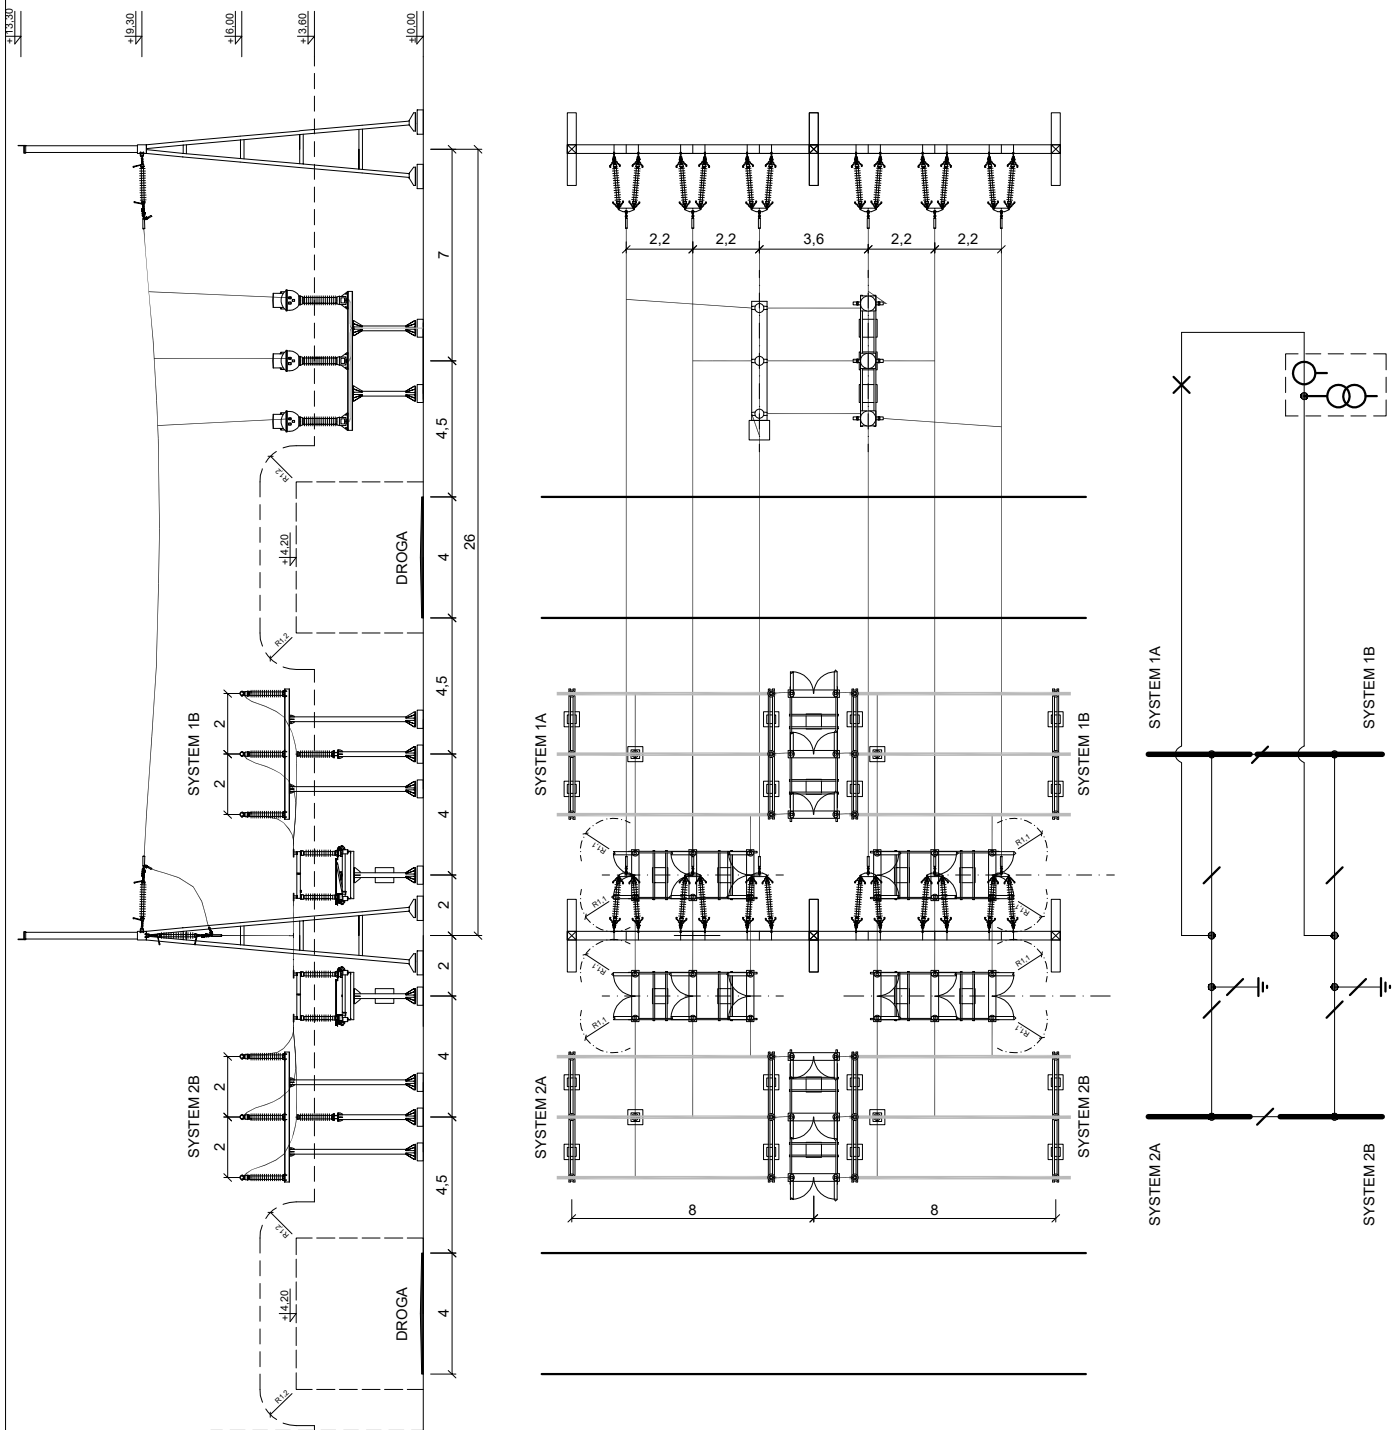 +13,30
+9,30
+6,00
+3,60
±0,00
7
4,5
4
26
4,5
4
2
2
4
4,5
4
R1,2
+4,20
DROGA
R1,2
SYSTEM 1B
2
2
SYSTEM 2B
2
2
R1,2
+4,20
DROGA
R1,2
2,2
2,2
3,6
2,2
2,2
SYSTEM 1A
SYSTEM 1B
R1,1
R1,1
R1,1
R1,1
R1,1
R1,1
R1,1
R1,1
SYSTEM 2A
SYSTEM 2B
8
8
SYSTEM 1A
SYSTEM 1B
SYSTEM 2A
SYSTEM 2B